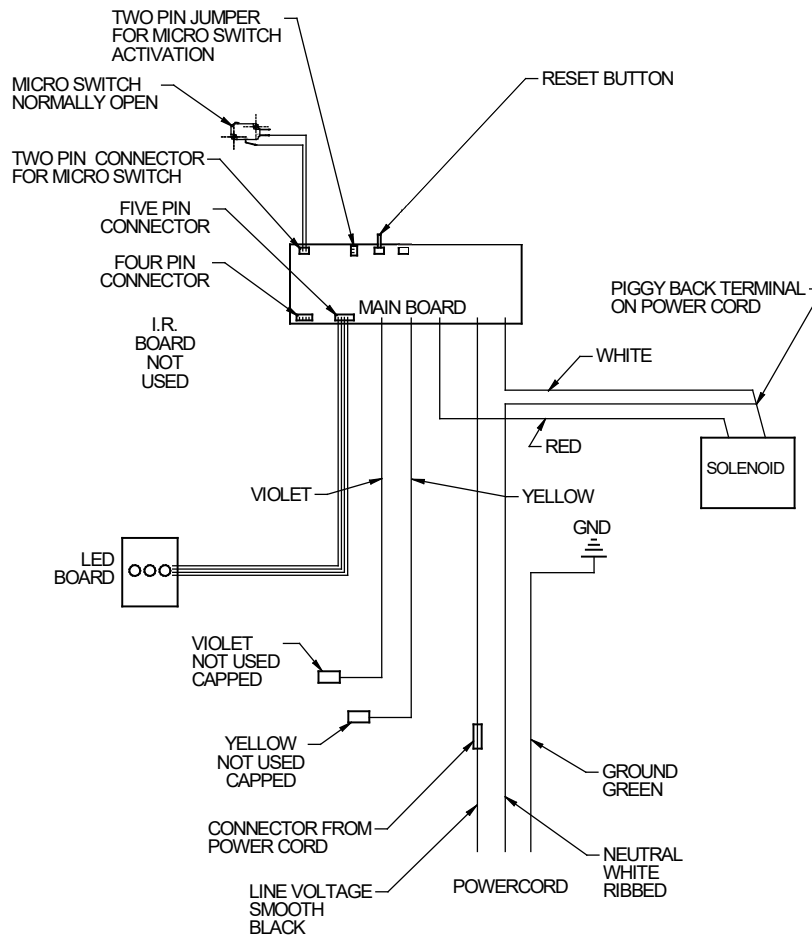 TWO PIN JUMPER
FOR MICRO SWITCH
ACTIVATION
MICRO SWITCH
NORMALLY OPEN
RESET BUTTON
TWO PIN CONNECTOR
FOR MICRO SWITCH
FIVE PIN
CONNECTOR
FOUR PIN
CONNECTOR
MAIN BOARD
PIGGY BACK TERMINAL
ON POWER CORD
I.R.
BOARD
NOT
USED
WHITE
RED
SOLENOID
VIOLET
YELLOW
GND
LED
BOARD
VIOLET
NOT USED
CAPPED
YELLOW
NOT USED
CAPPED
GROUND
GREEN
CONNECTOR FROM
POWER CORD
NEUTRAL
WHITE
RIBBED
LINE VOLTAGE
SMOOTH
BLACK
POWERCORD